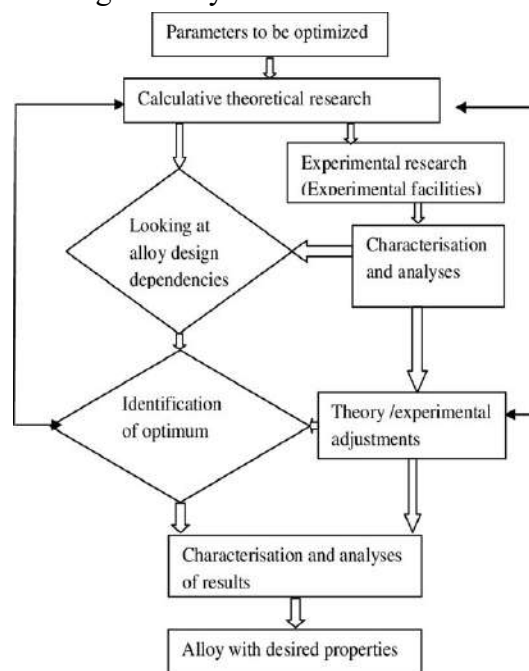 Parameters to be optimized
Calculative theoretical research
Experimental research
(Experimental facilities)
Looking at
alloy design
dependencies
Characterisation
and analyses
Identification
of optimum
Theory /experimental
adjustments
Characterisation and analyses
of results
Alloy with desired properties